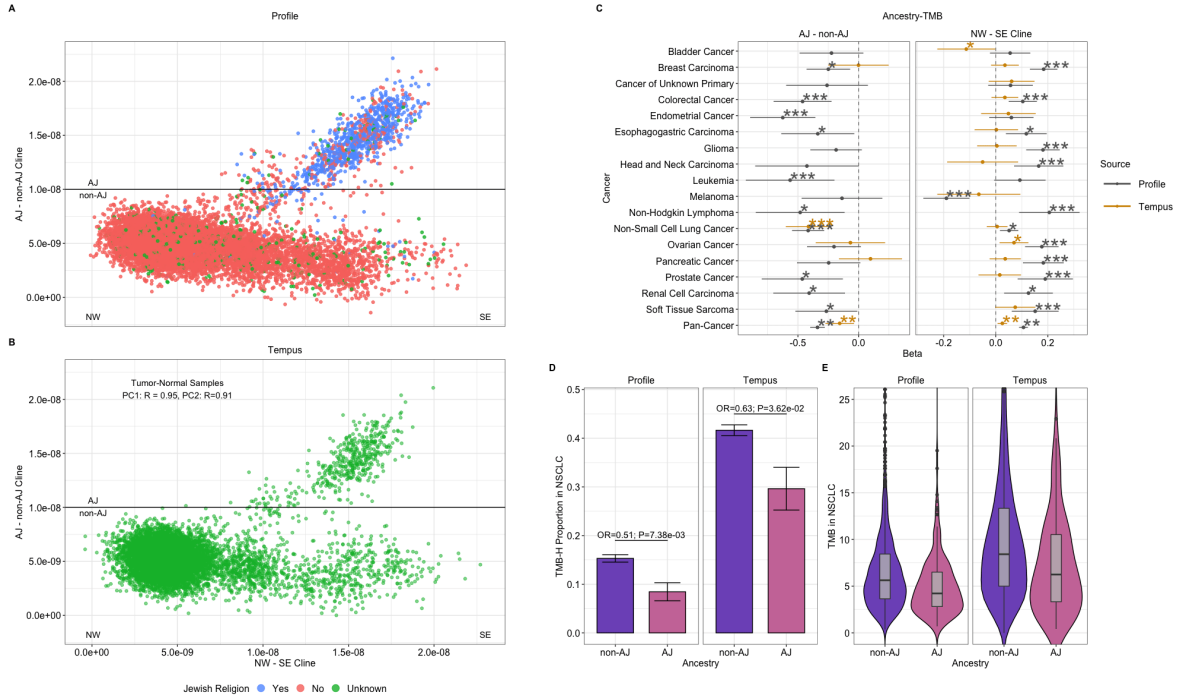 A
Profile
AJ - non-AJ Cline
2.0e-08
1.5e-08
1.0e-08
5.0e-09
0.0e+00
AJ
non-AJ
NW
SE
B
Tempus
Tumor-Normal Samples
PC1: R = 0.95, PC2: R=0.91
AJ - non-AJ Cline
2.0e-08
1.5e-08
1.0e-08
5.0e-09
0.0e+00
AJ
non-AJ
NW
SE
0.0e+00
5.0e-09
1.0e-08
1.5e-08
2.0e-08
NW - SE Cline
Jewish Religion
Yes
No
Unknown
C
Ancestry-TMB
AJ - non-AJ
NW - SE Cline
Cancer
Bladder Cancer
Breast Carcinoma
Cancer of Unknown Primary
Colorectal Cancer
Endometrial Cancer
Esophagogastric Carcinoma
Glioma
Head and Neck Carcinoma
Leukemia
Melanoma
Non-Hodgkin Lymphoma
Non-Small Cell Lung Cancer
Ovarian Cancer
Pancreatic Cancer
Prostate Cancer
Renal Cell Carcinoma
Soft Tissue Sarcoma
Pan-Cancer
-0.5
0.0
-0.2
0.0
0.2
Beta
Source
Profile
Tempus
D
Profile
Tempus
TMB-H Proportion in NSCLC
0.5
0.4
0.3
0.2
0.1
0.0
OR=0.51; P=7.38e-03
OR=0.63; P=3.62e-02
non-AJ
AJ
non-AJ
AJ
Ancestry
E
Profile
Tempus
TMB in NSCLC
25
20
15
10
5
0
non-AJ
AJ
non-AJ
AJ
Ancestry